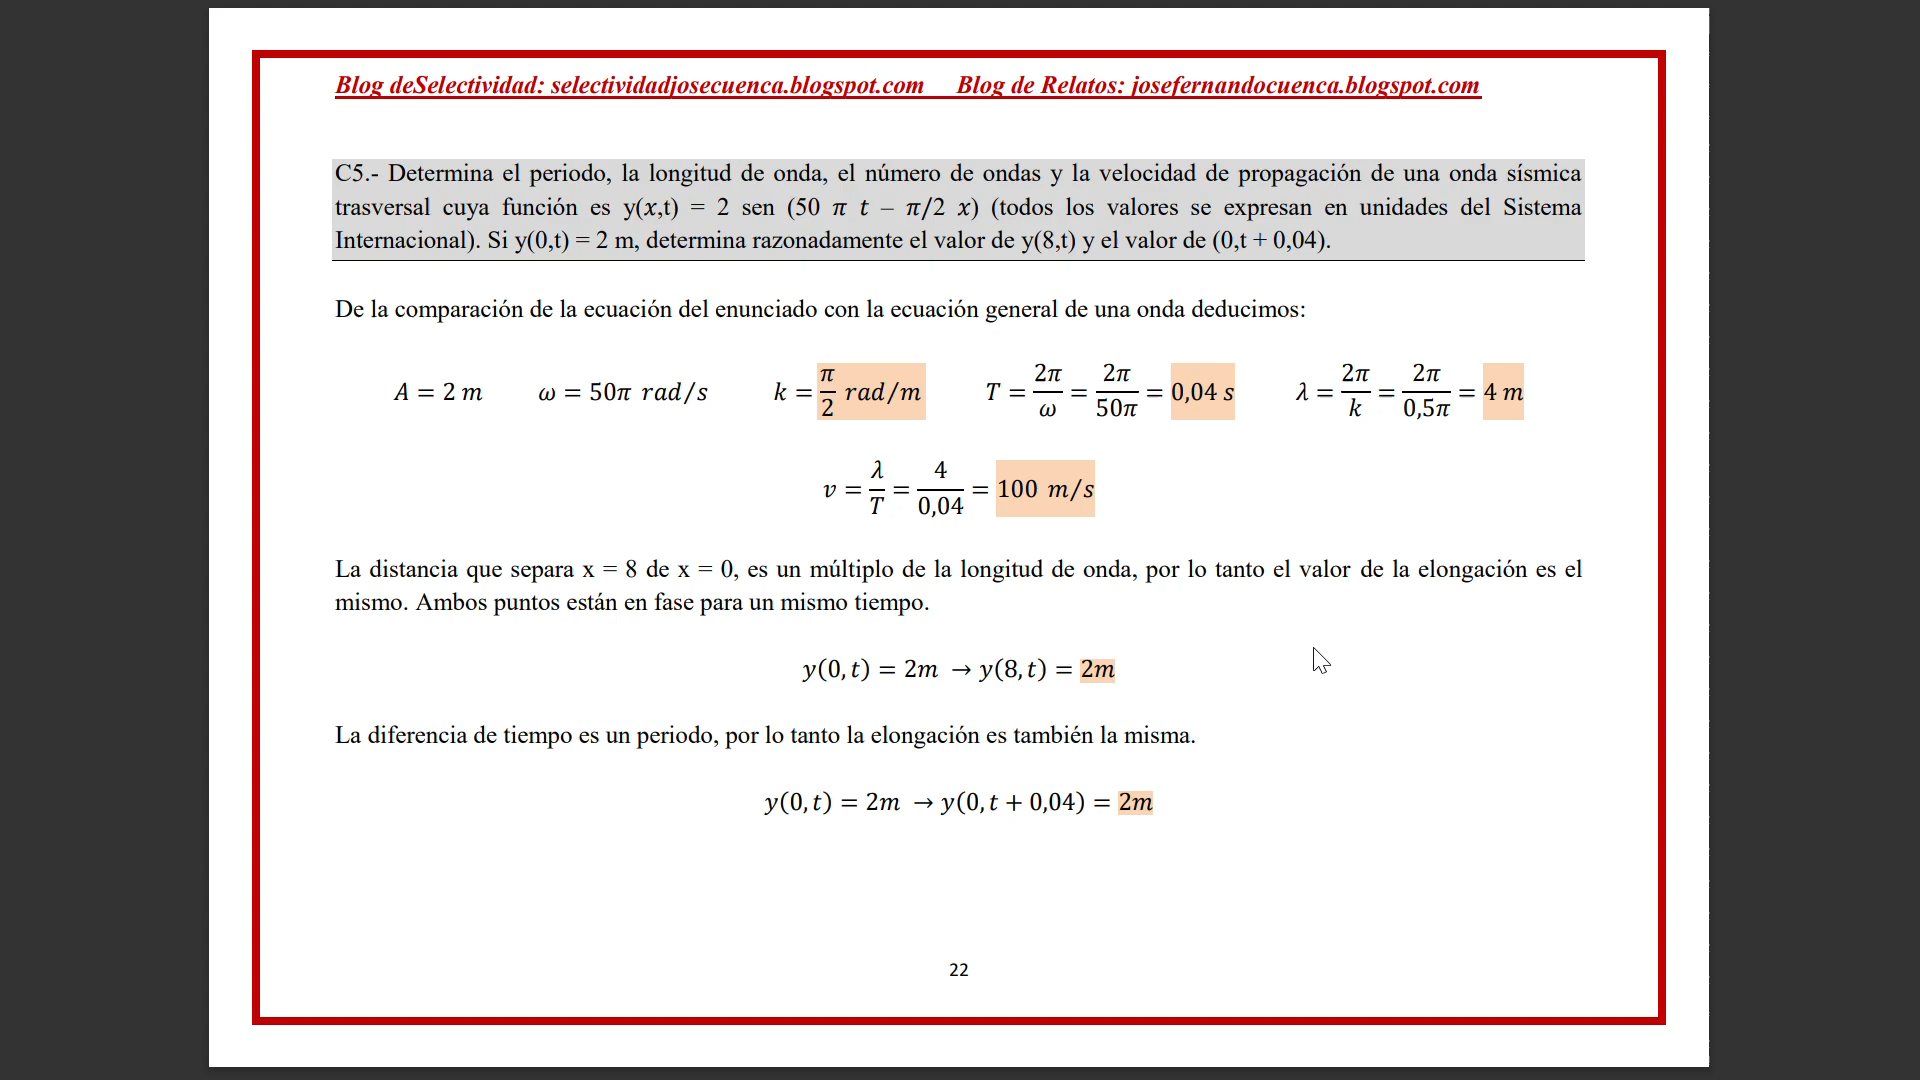 Blog deSelectividad: selectividadjosecuenca.blogspot.com Blog de Relatos: josefernandocuenca.blogspot.com
C5.- Determina el periodo, la longitud de onda, el número de ondas y la velocidad de propagación de una onda sísmica
trasversal cuya función es y(x,t) = 2 sen (50 π t – π/2 x) (todos los valores se expresan en unidades del Sistema
Internacional). Si y(0,t) = 2 m, determina razonadamente el valor de y(8,t) y el valor de (0,t + 0,04).
De la comparación de la ecuación del enunciado con la ecuación general de una onda deducimos:
A = 2 m ω = 50π rad/s k = π/2 rad/m T = 2π/ω = 2π/50π = 0,04 s λ = 2π/k = 2π/0,5π = 4 m
v = λ/T = 4/0,04 = 100 m/s
La distancia que separa x = 8 de x = 0, es un múltiplo de la longitud de onda, por lo tanto el valor de la elongación es el
mismo. Ambos puntos están en fase para un mismo tiempo.
y(0,t) = 2m → y(8,t) = 2m
La diferencia de tiempo es un periodo, por lo tanto la elongación es también la misma.
y(0,t) = 2m → y(0,t + 0,04) = 2m
22